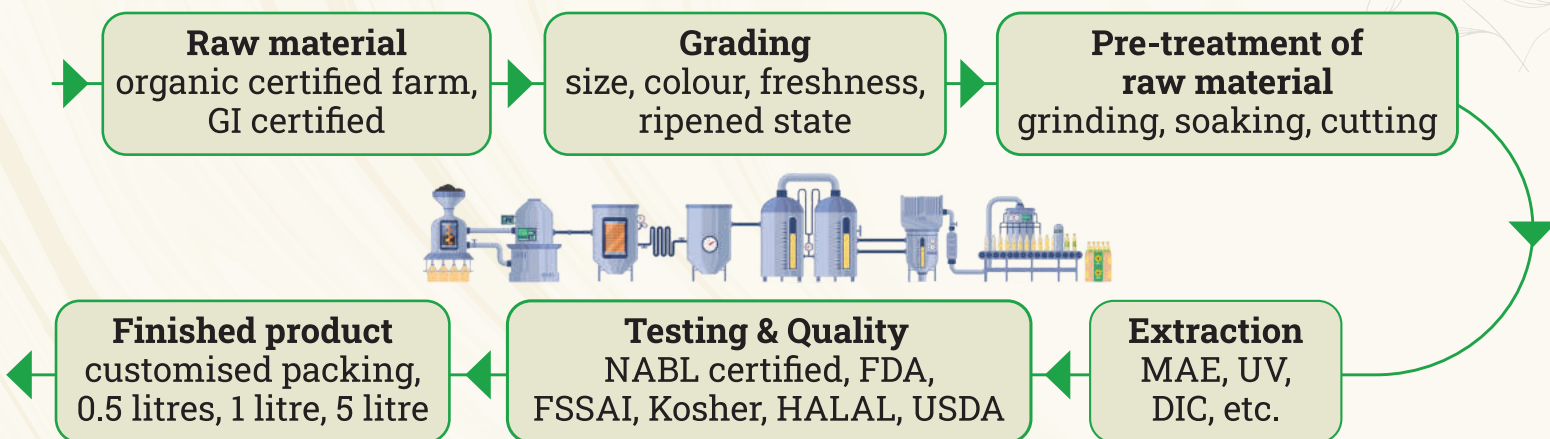 Raw material
organic certified farm,
GI certified
Grading
size, colour, freshness,
ripened state
Pre-treatment of
raw material
grinding, soaking, cutting
Extraction
MAE, UV,
DIC, etc.
Testing & Quality
NABL certified, FDA,
FSSAI, Kosher, HALAL, USDA
Finished product
customised packing,
0.5 litres, 1 litre, 5 litre